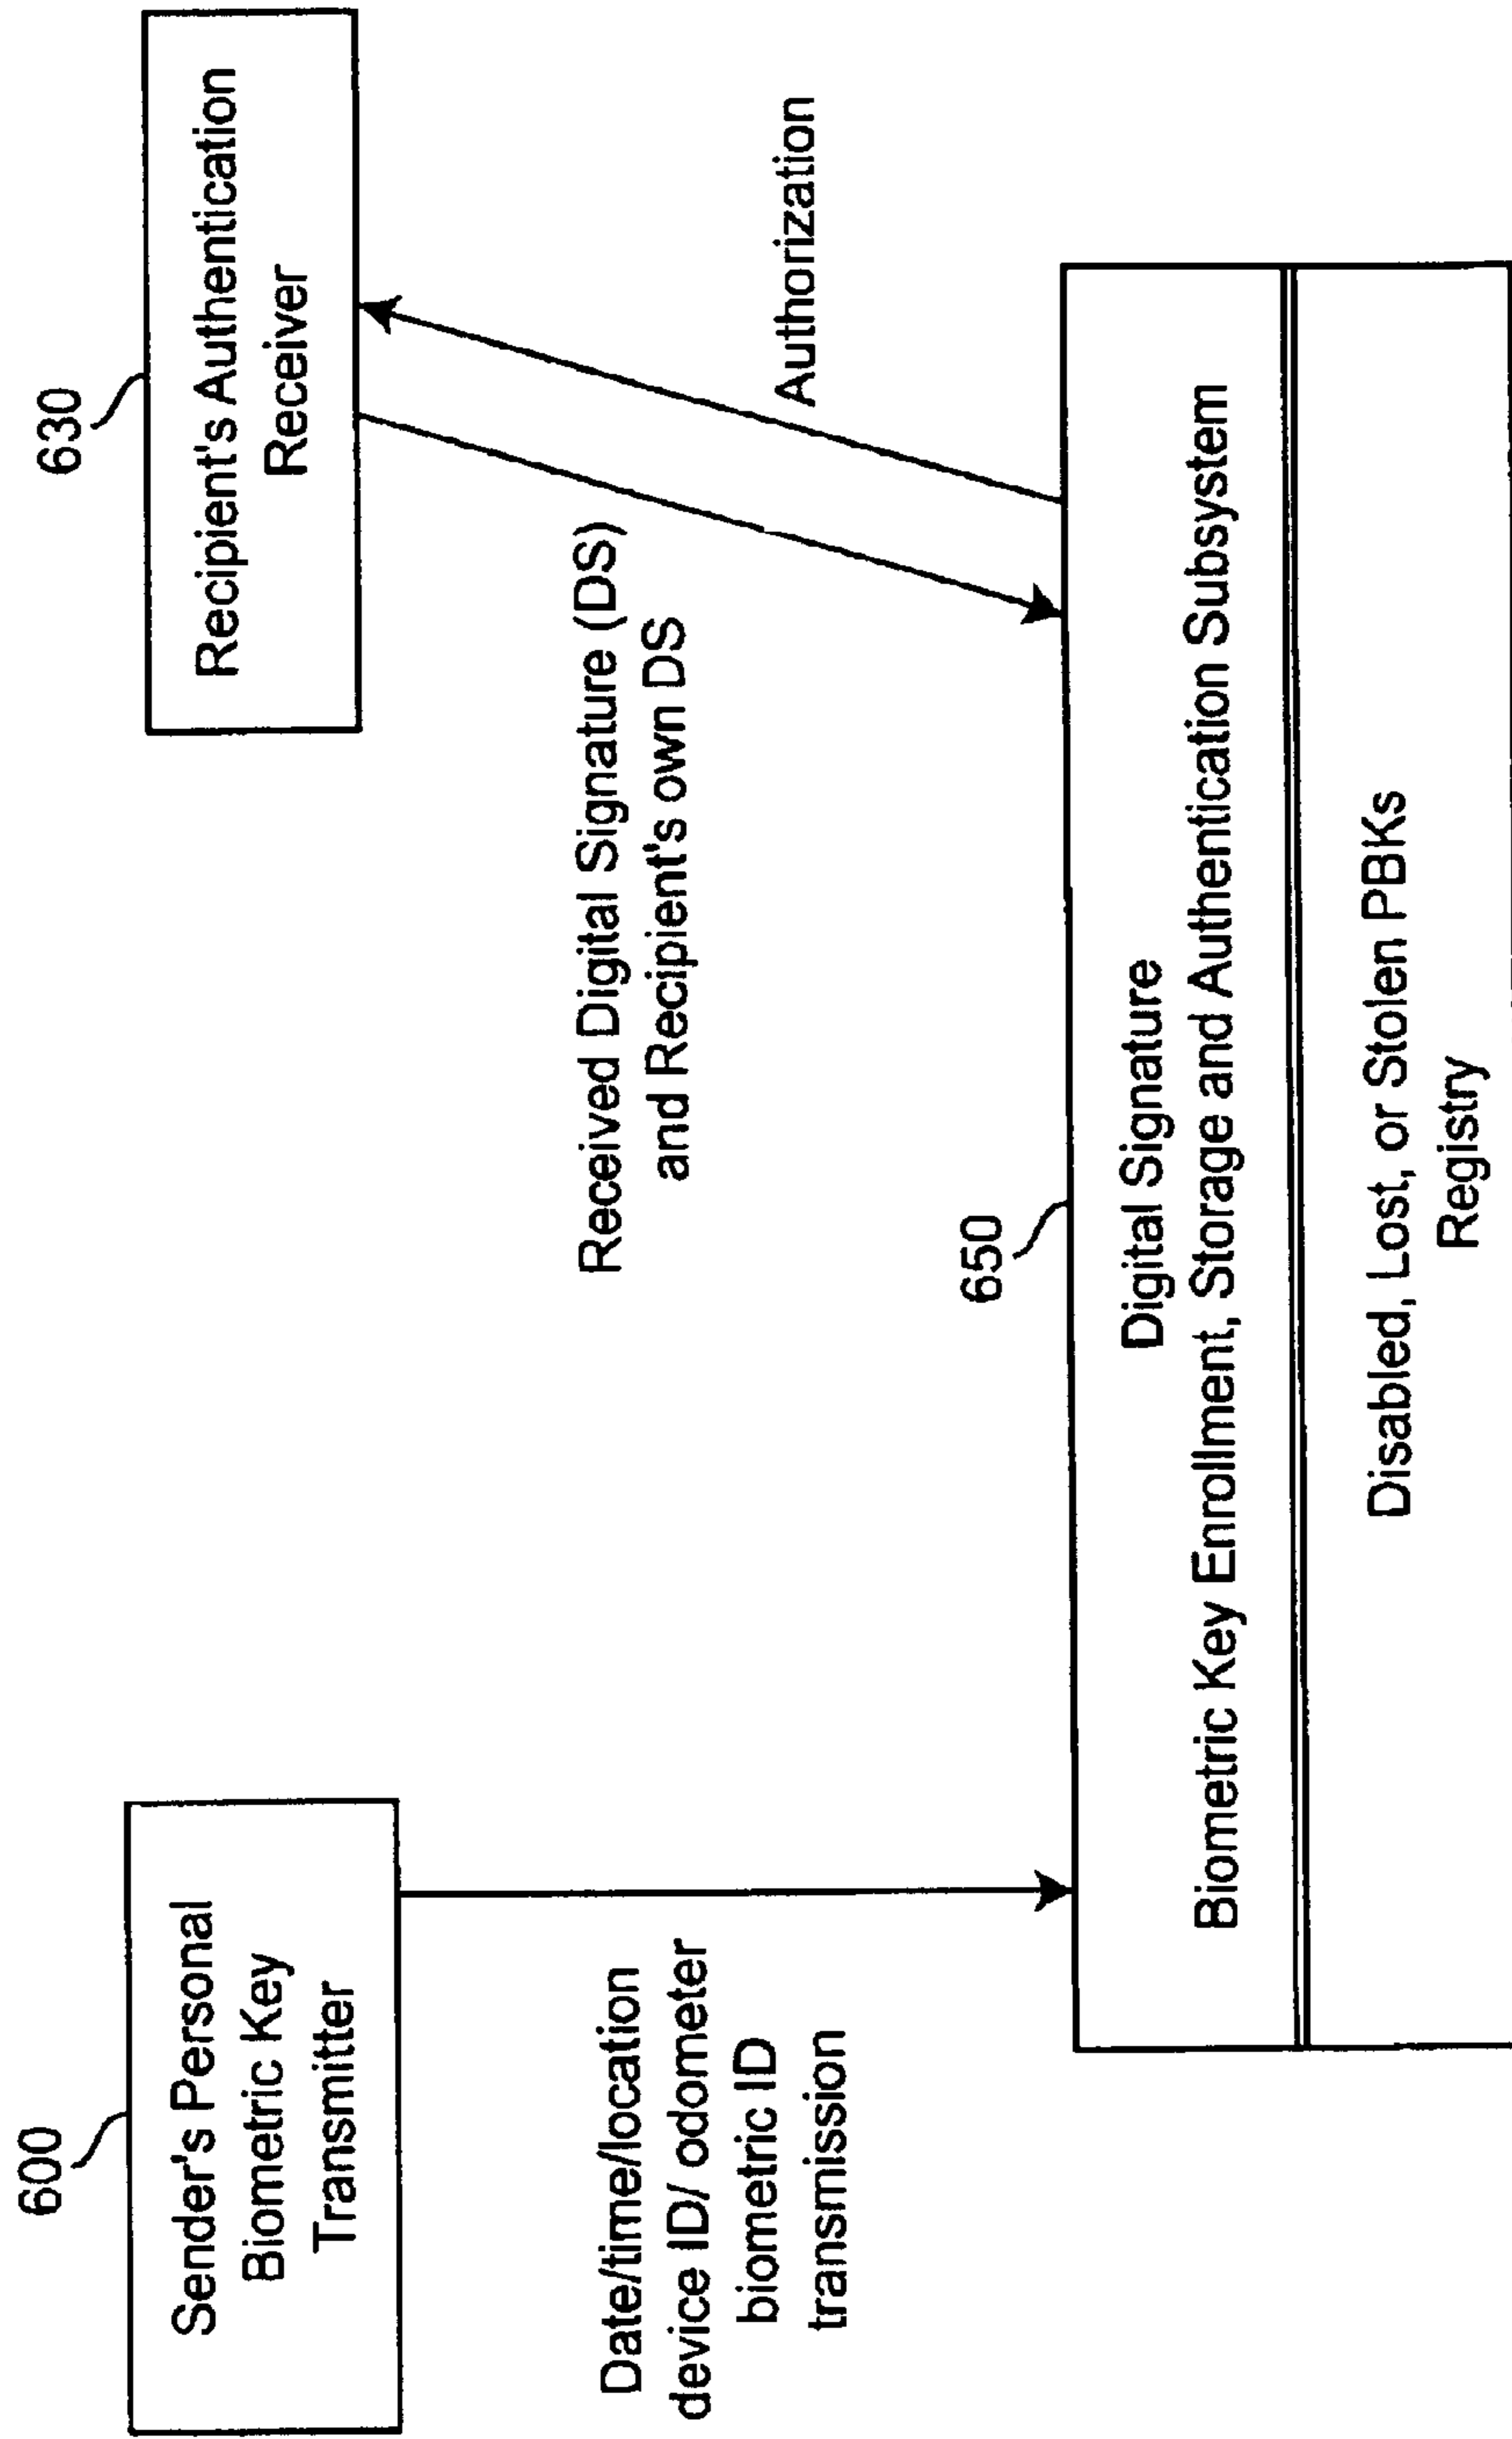 600
Sender's Personal
Biometric Key
Transmitter
Date/time/location
device ID/ odometer
biometric ID
transmission
630
Recipient's Authentication
Receiver
Received Digital Signature (DS)
and Recipient's own DS
Authorization
650
Digital Signature
Biometric Key Enrollment, Storage and Authentication Subsystem
Disabled, Lost, or Stolen PBKs
Registry